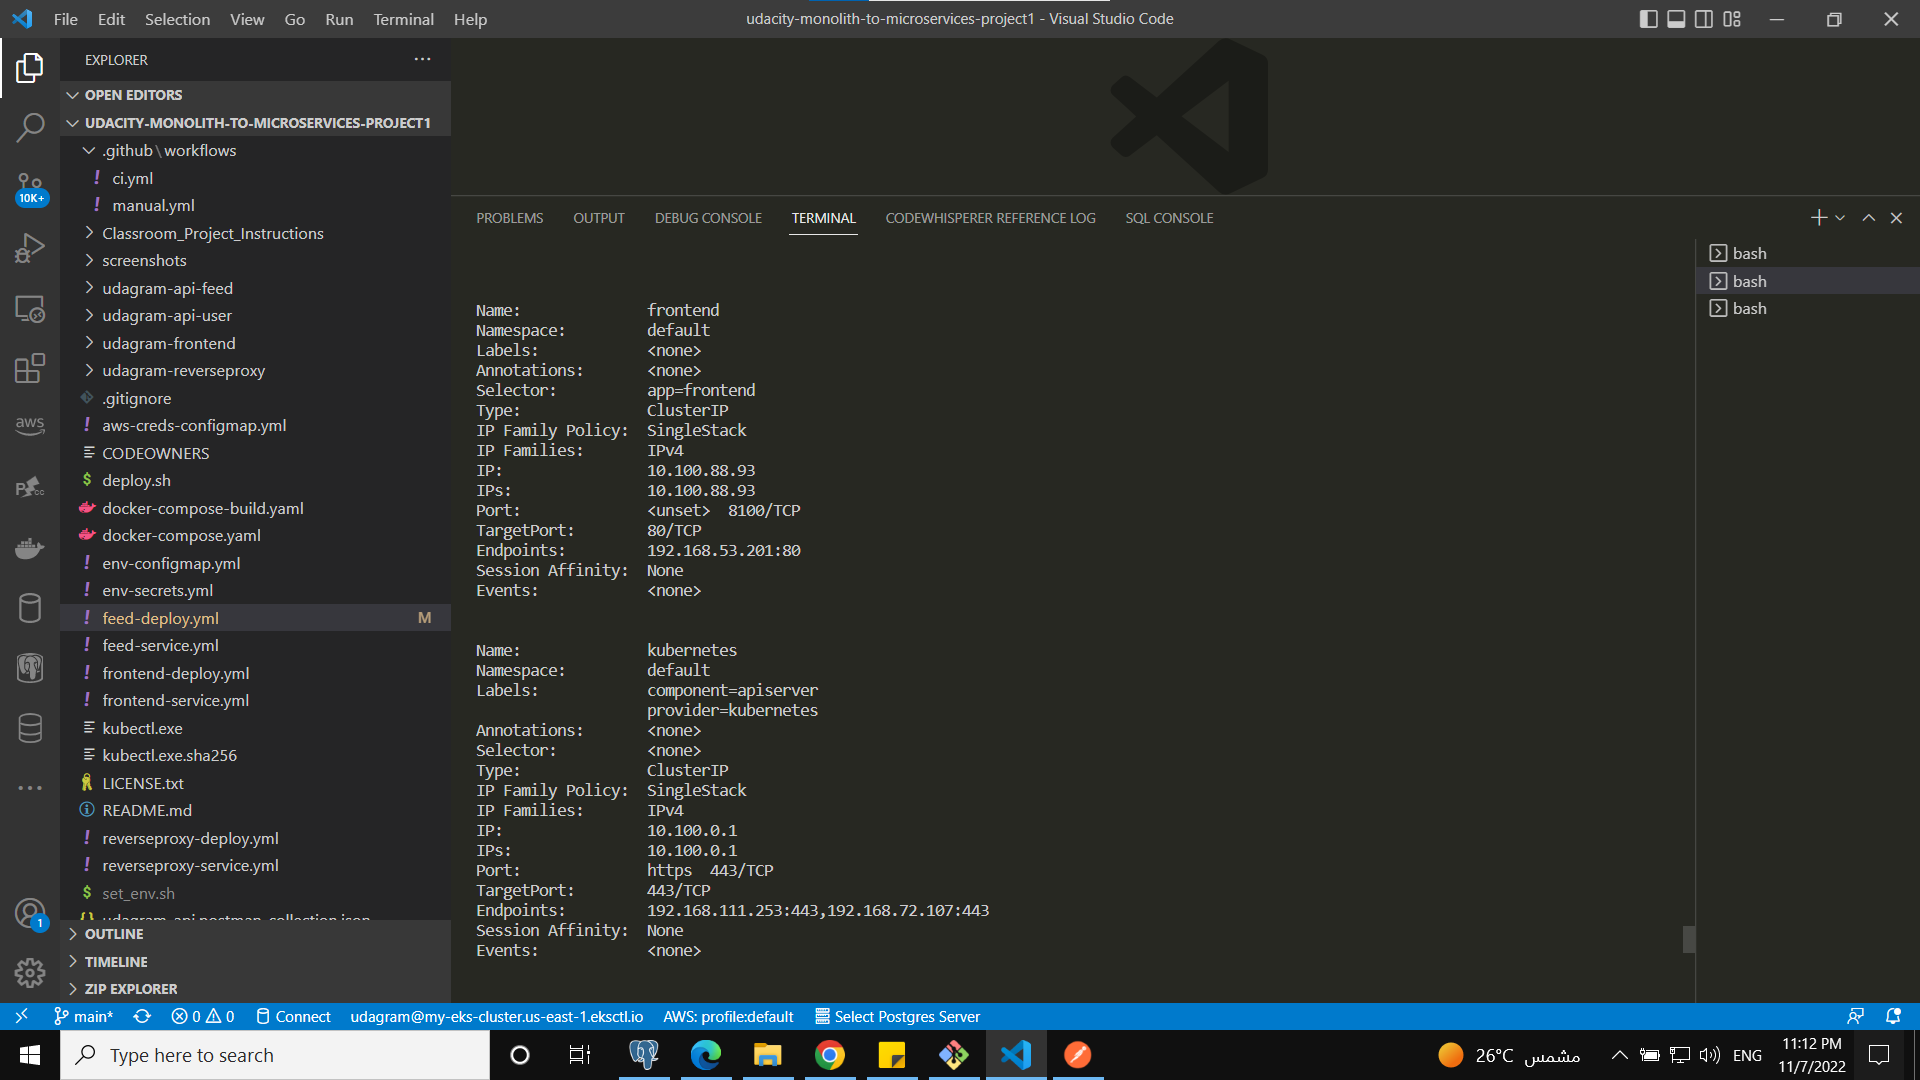 File Edit Selection View Go Run Terminal Help
udacity-monolith-to-microservices-project1 - Visual Studio Code
EXPLORER
OPEN EDITORS
UDACITY-MONOLITH-TO-MICROSERVICES-PROJECT1
.github\workflows
! ci.yml
! manual.yml
Classroom_Project_Instructions
screenshots
udagram-api-feed
udagram-api-user
udagram-frontend
udagram-reverseproxy
.gitignore
! aws-creds-configmap.yml
CODEOWNERS
$ deploy.sh
docker-compose-build.yaml
docker-compose.yaml
! env-configmap.yml
! env-secrets.yml
! feed-deploy.yml M
! feed-service.yml
! frontend-deploy.yml
! frontend-service.yml
kubectl.exe
kubectl.exe.sha256
LICENSE.txt
README.md
! reverseproxy-deploy.yml
! reverseproxy-service.yml
$ set_env.sh
{} udagram-api.postman_collection.json
OUTLINE
TIMELINE
ZIP EXPLORER
10K+
aws
1
PROBLEMS OUTPUT DEBUG CONSOLE TERMINAL CODEWHISPERER REFERENCE LOG SQL CONSOLE
Name: frontend
Namespace: default
Labels: <none>
Annotations: <none>
Selector: app=frontend
Type: ClusterIP
IP Family Policy: SingleStack
IP Families: IPv4
IP: 10.100.88.93
IPs: 10.100.88.93
Port: <unset> 8100/TCP
TargetPort: 80/TCP
Endpoints: 192.168.53.201:80
Session Affinity: None
Events: <none>
Name: kubernetes
Namespace: default
Labels: component=apiserver
provider=kubernetes
Annotations: <none>
Selector: <none>
Type: ClusterIP
IP Family Policy: SingleStack
IP Families: IPv4
IP: 10.100.0.1
IPs: 10.100.0.1
Port: https 443/TCP
TargetPort: 443/TCP
Endpoints: 192.168.111.253:443,192.168.72.107:443
Session Affinity: None
Events: <none>
bash
bash
bash
main* 0 0 Connect udagram@my-eks-cluster.us-east-1.eksctl.io AWS: profile:default Select Postgres Server
Type here to search
26°C مشمس
ENG
11:12 PM
11/7/2022